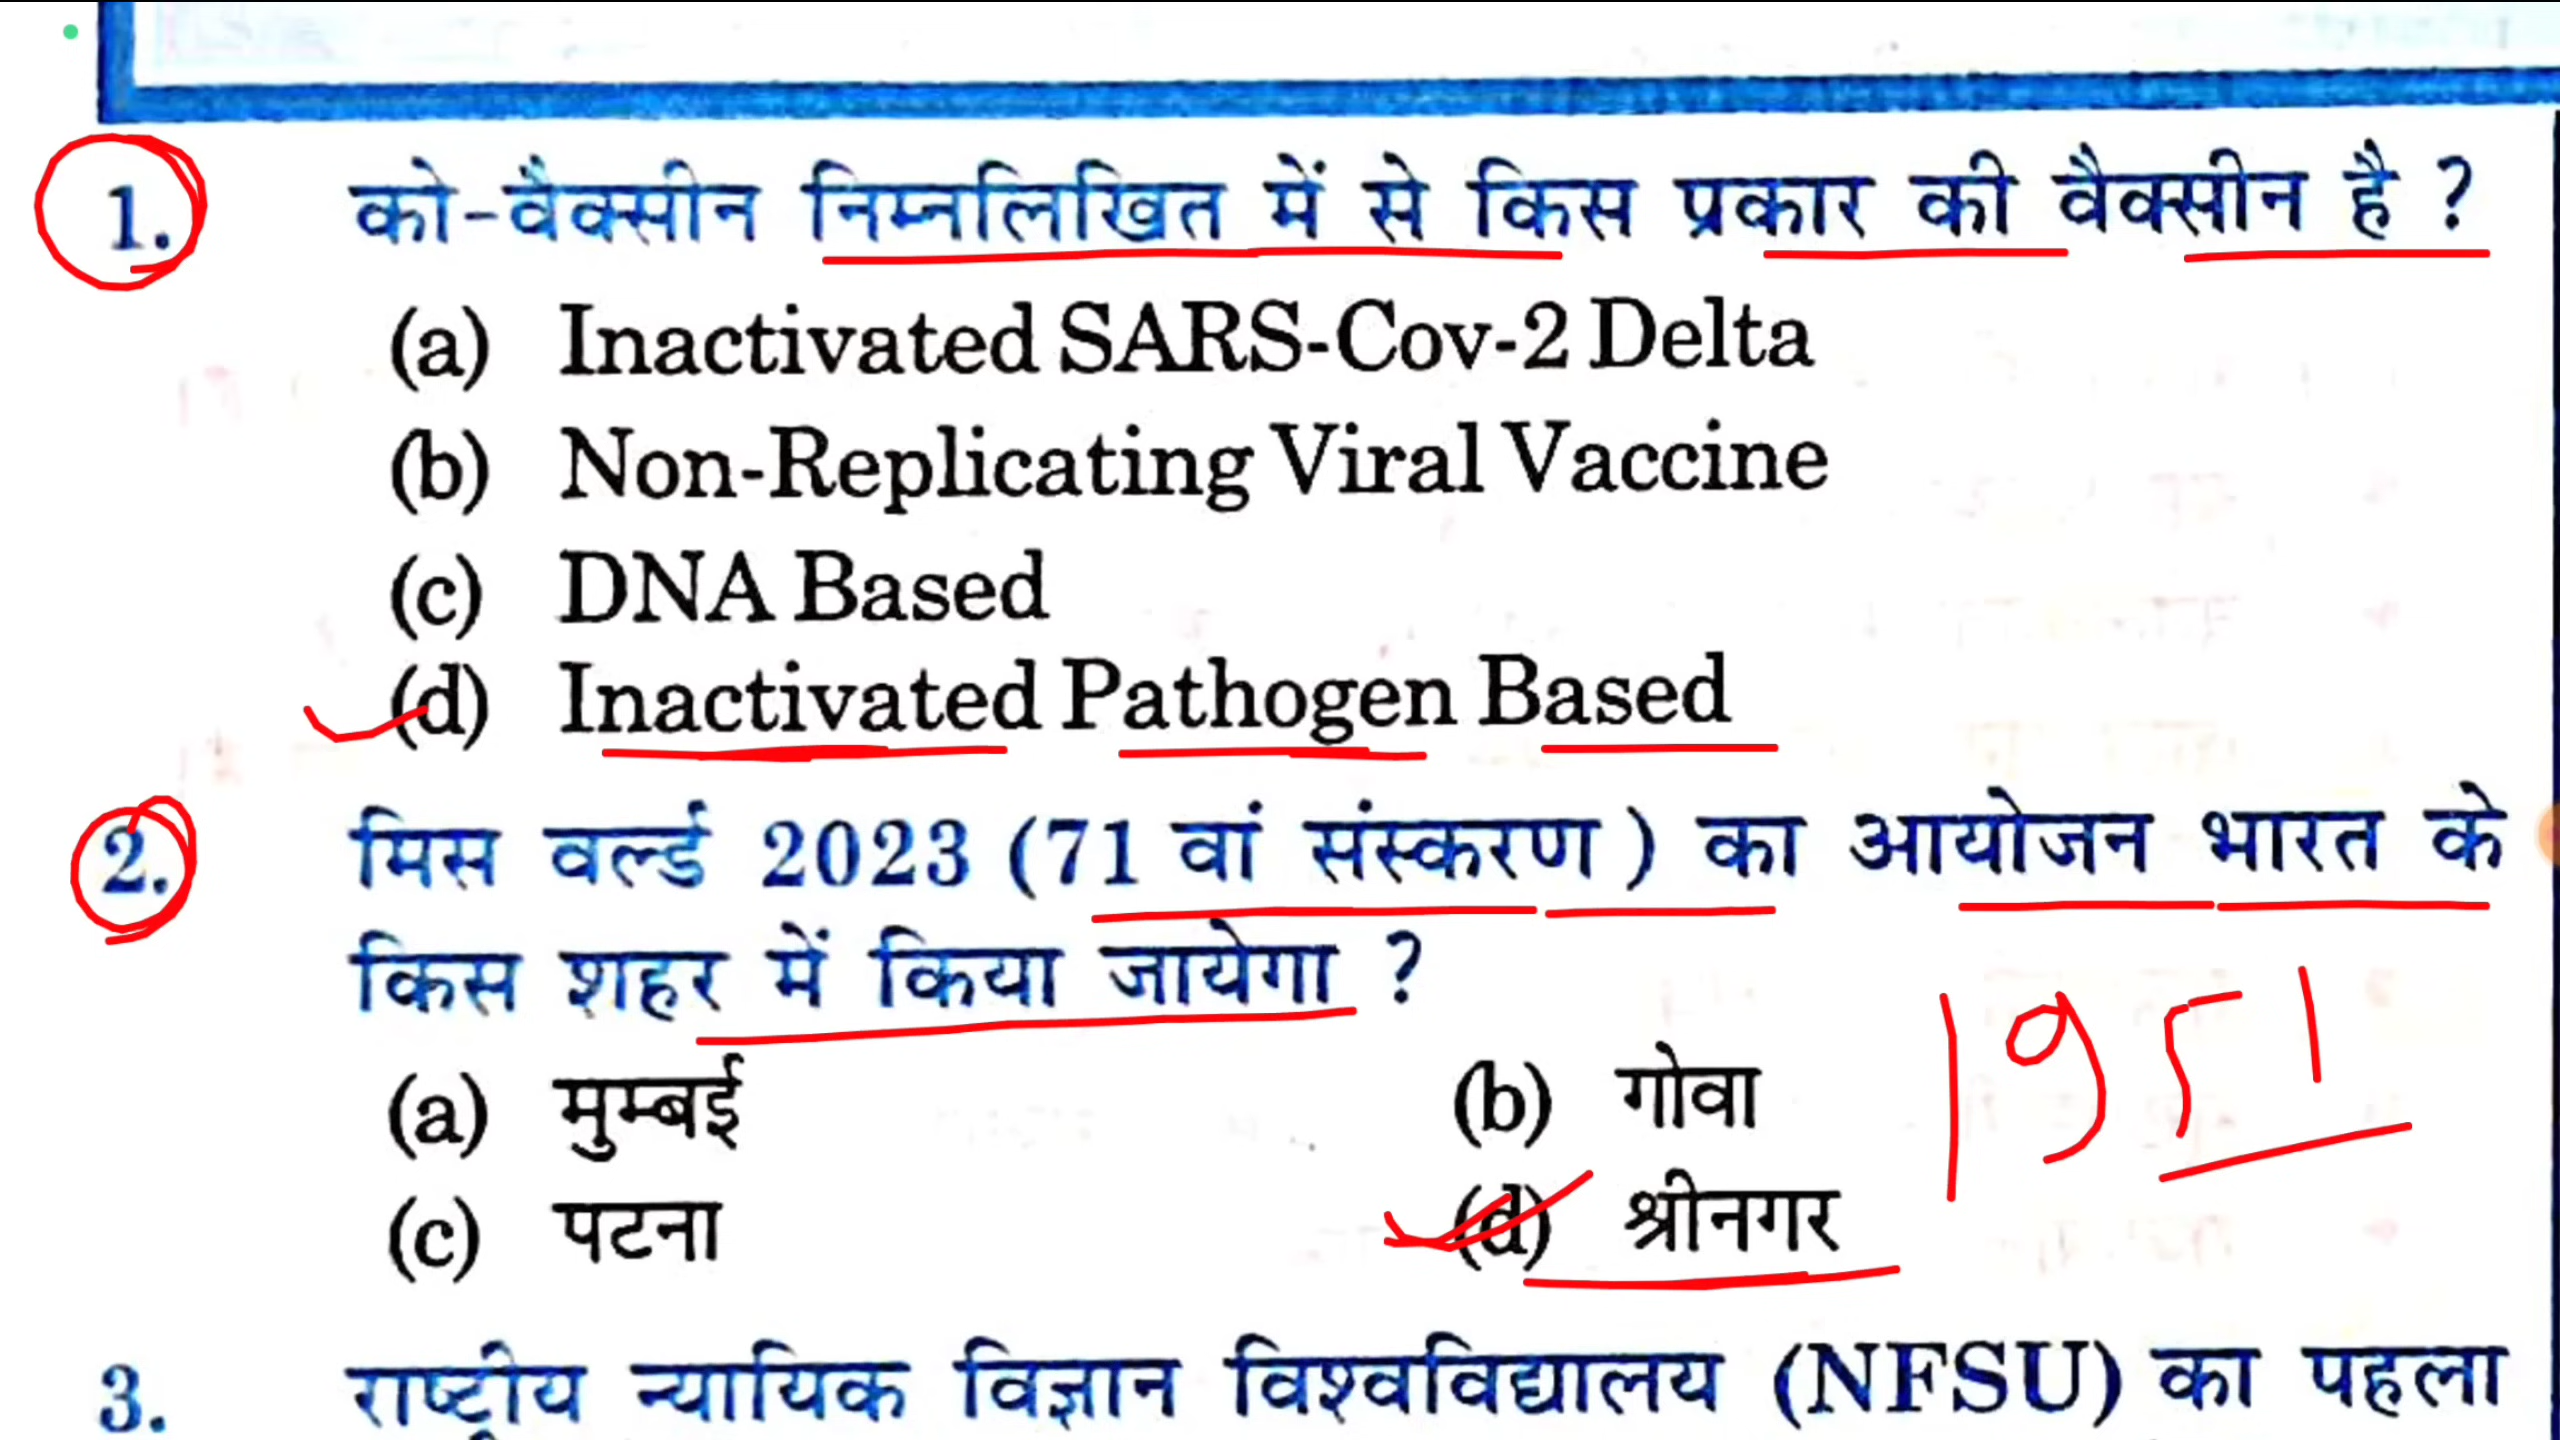 1. को-वैक्सीन निम्नलिखित में से किस प्रकार की वैक्सीन है ?
(a) Inactivated SARS-Cov-2 Delta
(b) Non-Replicating Viral Vaccine
(c) DNA Based
(d) Inactivated Pathogen Based
2. मिस वर्ल्ड 2023 (71 वां संस्करण) का आयोजन भारत के
किस शहर में किया जायेगा ?
1951
(a) मुम्बई (b) गोवा
(c) पटना (d) श्रीनगर
3. राष्ट्रीय न्यायिक विज्ञान विश्वविद्यालय (NFSU) का पहला